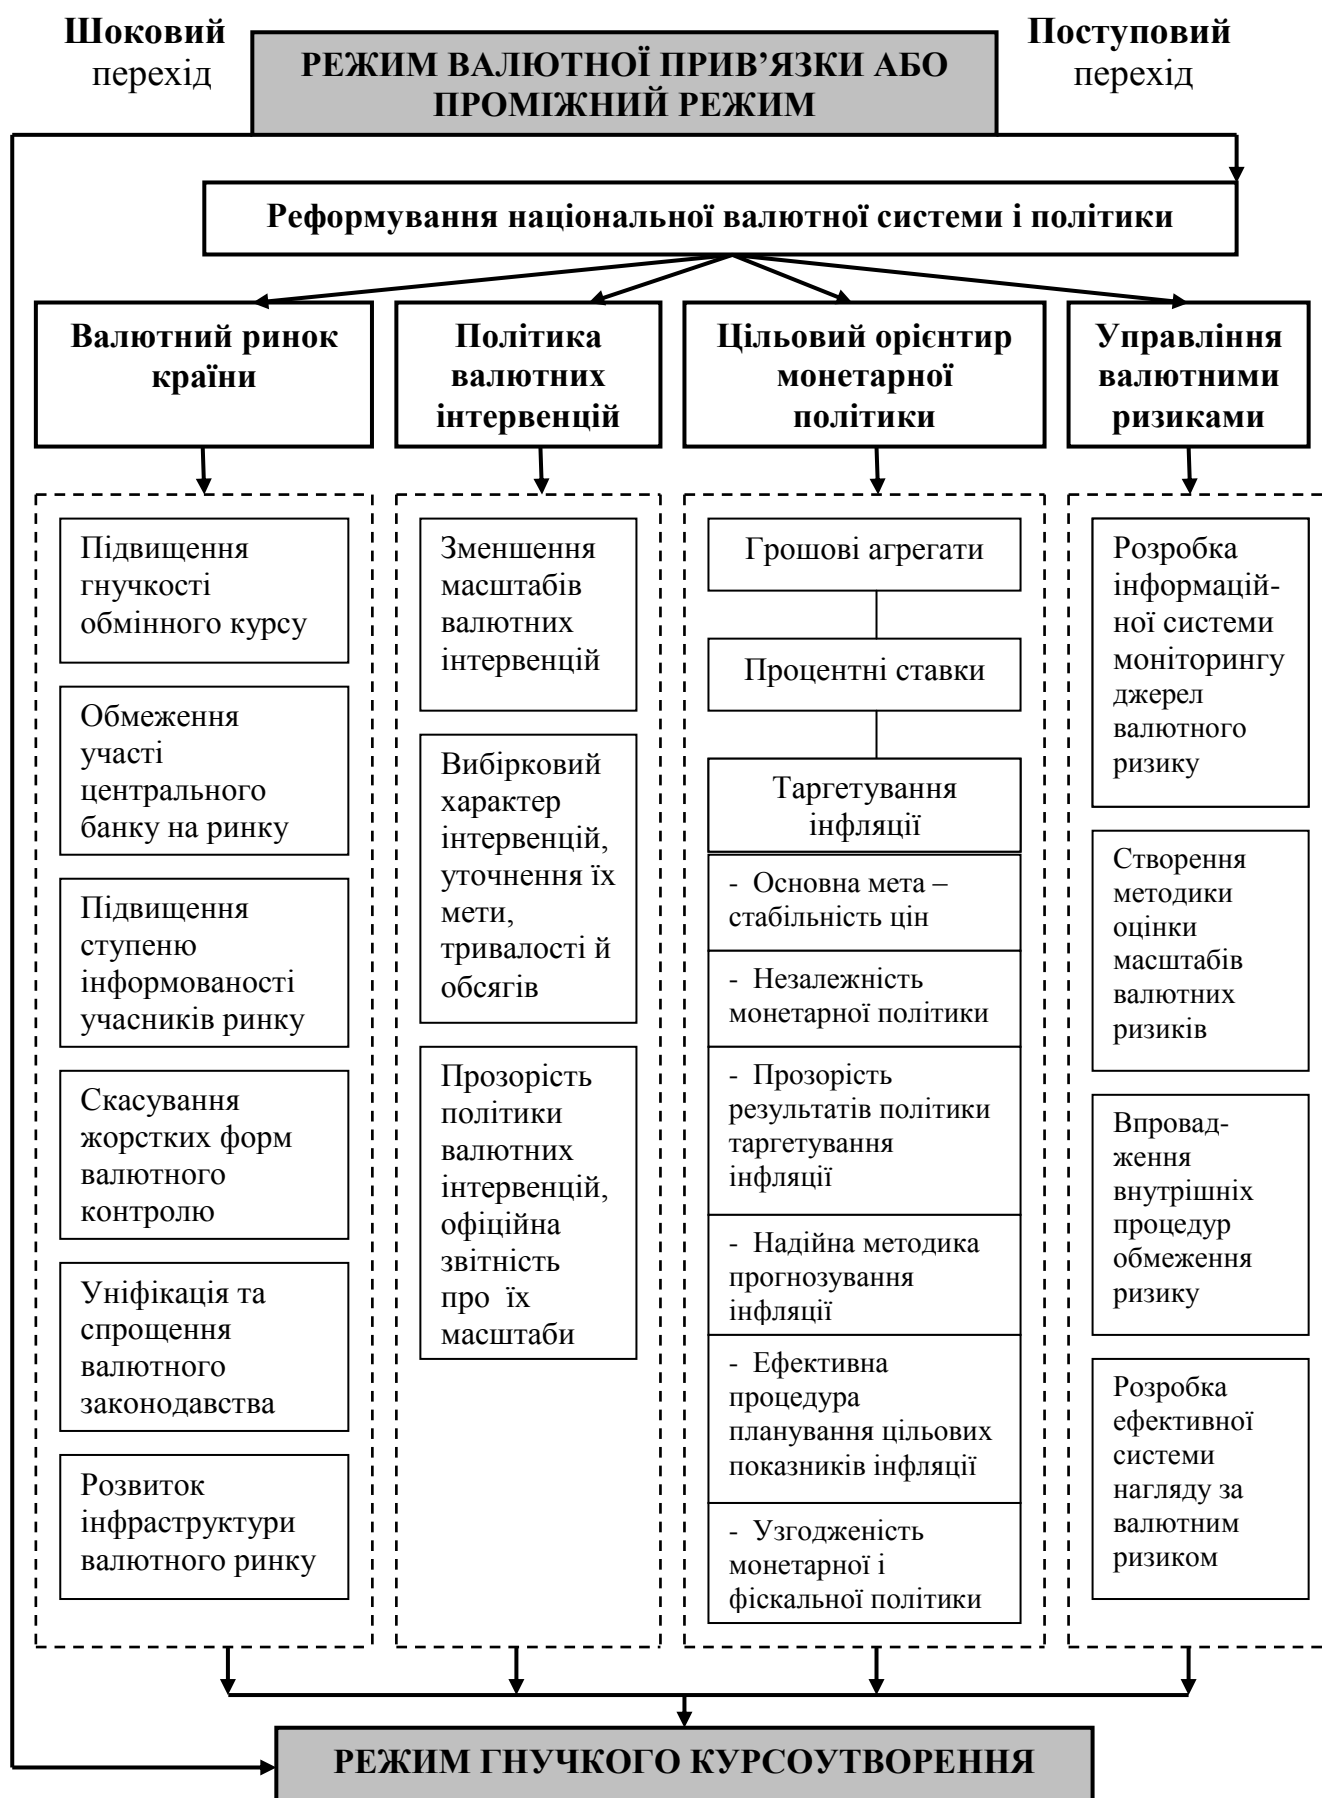 Шоковий
перехід
РЕЖИМ ВАЛЮТНОЇ ПРИВ’ЯЗКИ АБО
ПРОМІЖНИЙ РЕЖИМ
Поступовий
перехід
Реформування національної валютної системи і політики
Валютний ринок
країни
Політика
валютних
інтервенцій
Цільовий орієнтир
монетарної
політики
Управління
валютними
ризиками
Підвищення
гнучкості
обмінного курсу
Обмеження
участі
центрального
банку на ринку
Підвищення
ступеню
інформованості
учасників ринку
Скасування
жорстких форм
валютного
контролю
Уніфікація та
спрощення
валютного
законодавства
Розвиток
інфраструктури
валютного ринку
Зменшення
масштабів
валютних
інтервенцій
Вибірковий
характер
інтервенцій,
уточнення їх
мети,
тривалості й
обсягів
Прозорість
політики
валютних
інтервенцій,
офіційна
звітність
про їх
масштаби
Грошові агрегати
Процентні ставки
Таргетування
інфляції
- Основна мета –
стабільність цін
- Незалежність
монетарної політики
- Прозорість
результатів політики
таргетування
інфляції
- Надійна методика
прогнозування
інфляції
- Ефективна
процедура
планування цільових
показників інфляції
- Узгодженість
монетарної і
фіскальної політики
Розробка
інформацій-
ної системи
моніторингу
джерел
валютного
ризику
Створення
методики
оцінки
масштабів
валютних
ризиків
Впровад-
ження
внутрішніх
процедур
обмеження
ризику
Розробка
ефективної
системи
нагляду за
валютним
ризиком
РЕЖИМ ГНУЧКОГО КУРСОУТВОРЕННЯ